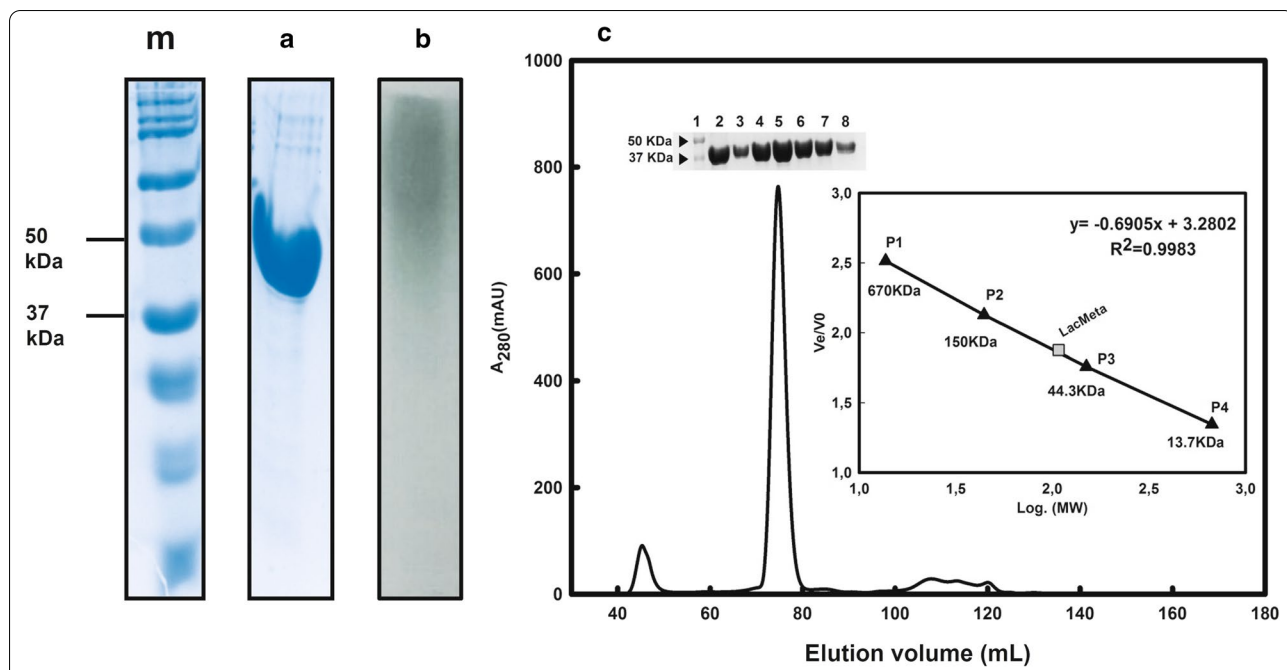 m
a
b
50
kDa
37
kDa
c
1000
800
600
400
200
0
A280(mAU)
40 60 80 100 120 140 160 180
Elution volume (mL)
1 2 3 4 5 6 7 8
50 KDa
37 KDa
3,0
2,5
2,0
1,5
1,0
Ve/V0
y= -0.6905x + 3.2802
R2=0.9983
P1
670KDa
P2
150KDa
LacMeta
P3
44.3KDa
P4
13.7KDa
1,0 1,5 2,0 2,5 3,0
Log. (MW)